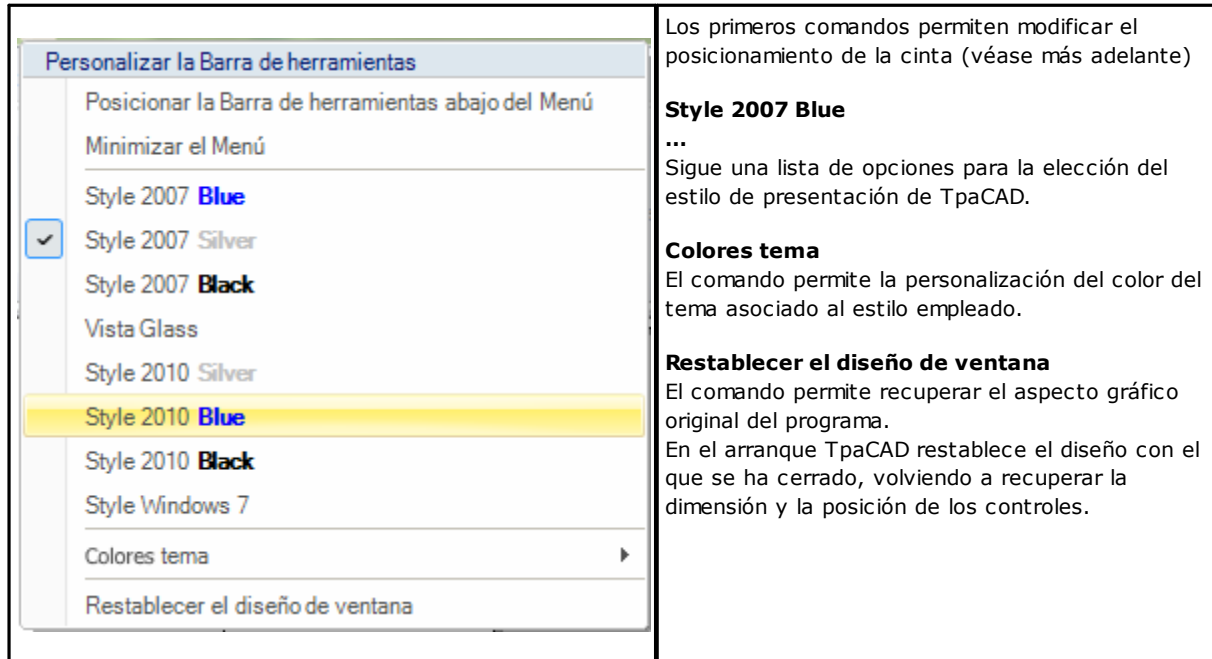 Personalizar la Barra de herramientas
Posicionar la Barra de herramientas abajo del Menú
Minimizar el Menú
Style 2007 Blue
Style 2007 Silver
Style 2007 Black
Vista Glass
Style 2010 Silver
Style 2010 Blue
Style 2010 Black
Style Windows 7
Colores tema
Restablecer el diseño de ventana
Los primeros comandos permiten modificar el
posicionamiento de la cinta (véase más adelante)
Style 2007 Blue
...
Sigue una lista de opciones para la elección del
estilo de presentación de TpaCAD.
Colores tema
El comando permite la personalización del color del
tema asociado al estilo empleado.
Restablecer el diseño de ventana
El comando permite recuperar el aspecto gráfico
original del programa.
En el arranque TpaCAD restablece el diseño con el
que se ha cerrado, volviendo a recuperar la
dimensión y la posición de los controles.